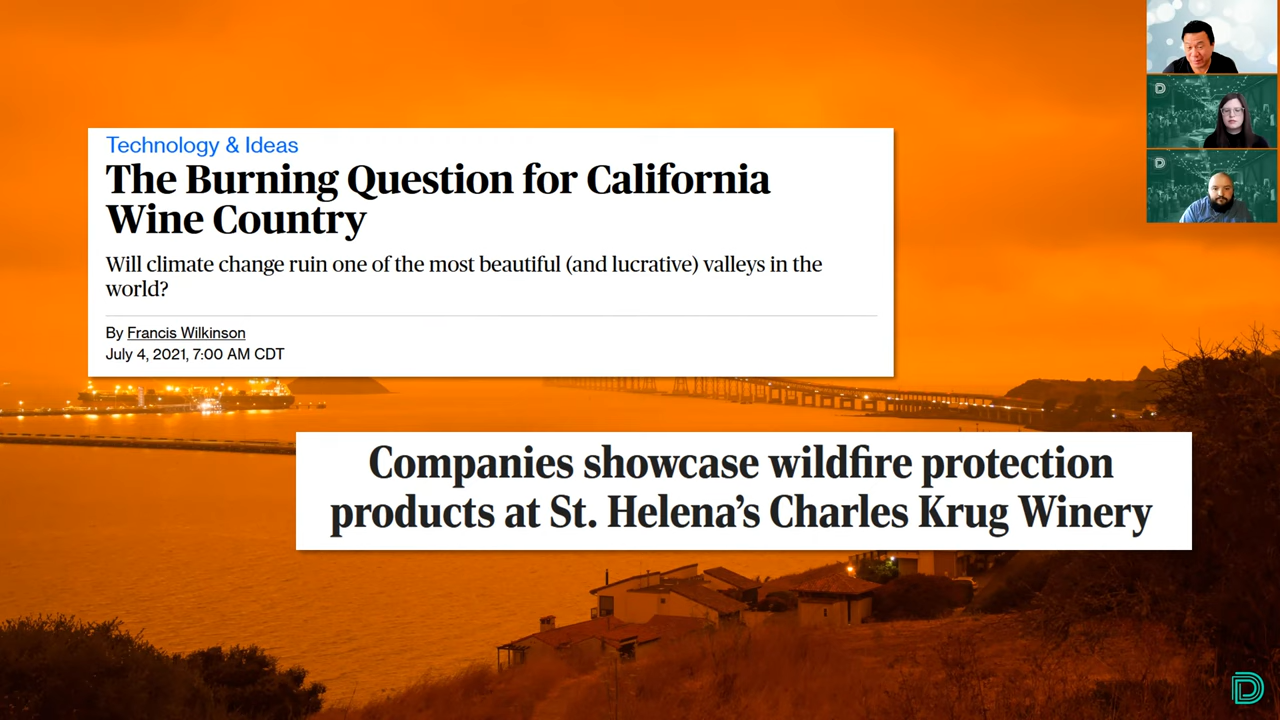 Technology & Ideas
The Burning Question for California
Wine Country
Will climate change ruin one of the most beautiful (and lucrative) valleys in the
world?
By Francis Wilkinson
July 4, 2021, 7:00 AM CDT
Companies showcase wildfire protection
products at St. Helena’s Charles Krug Winery